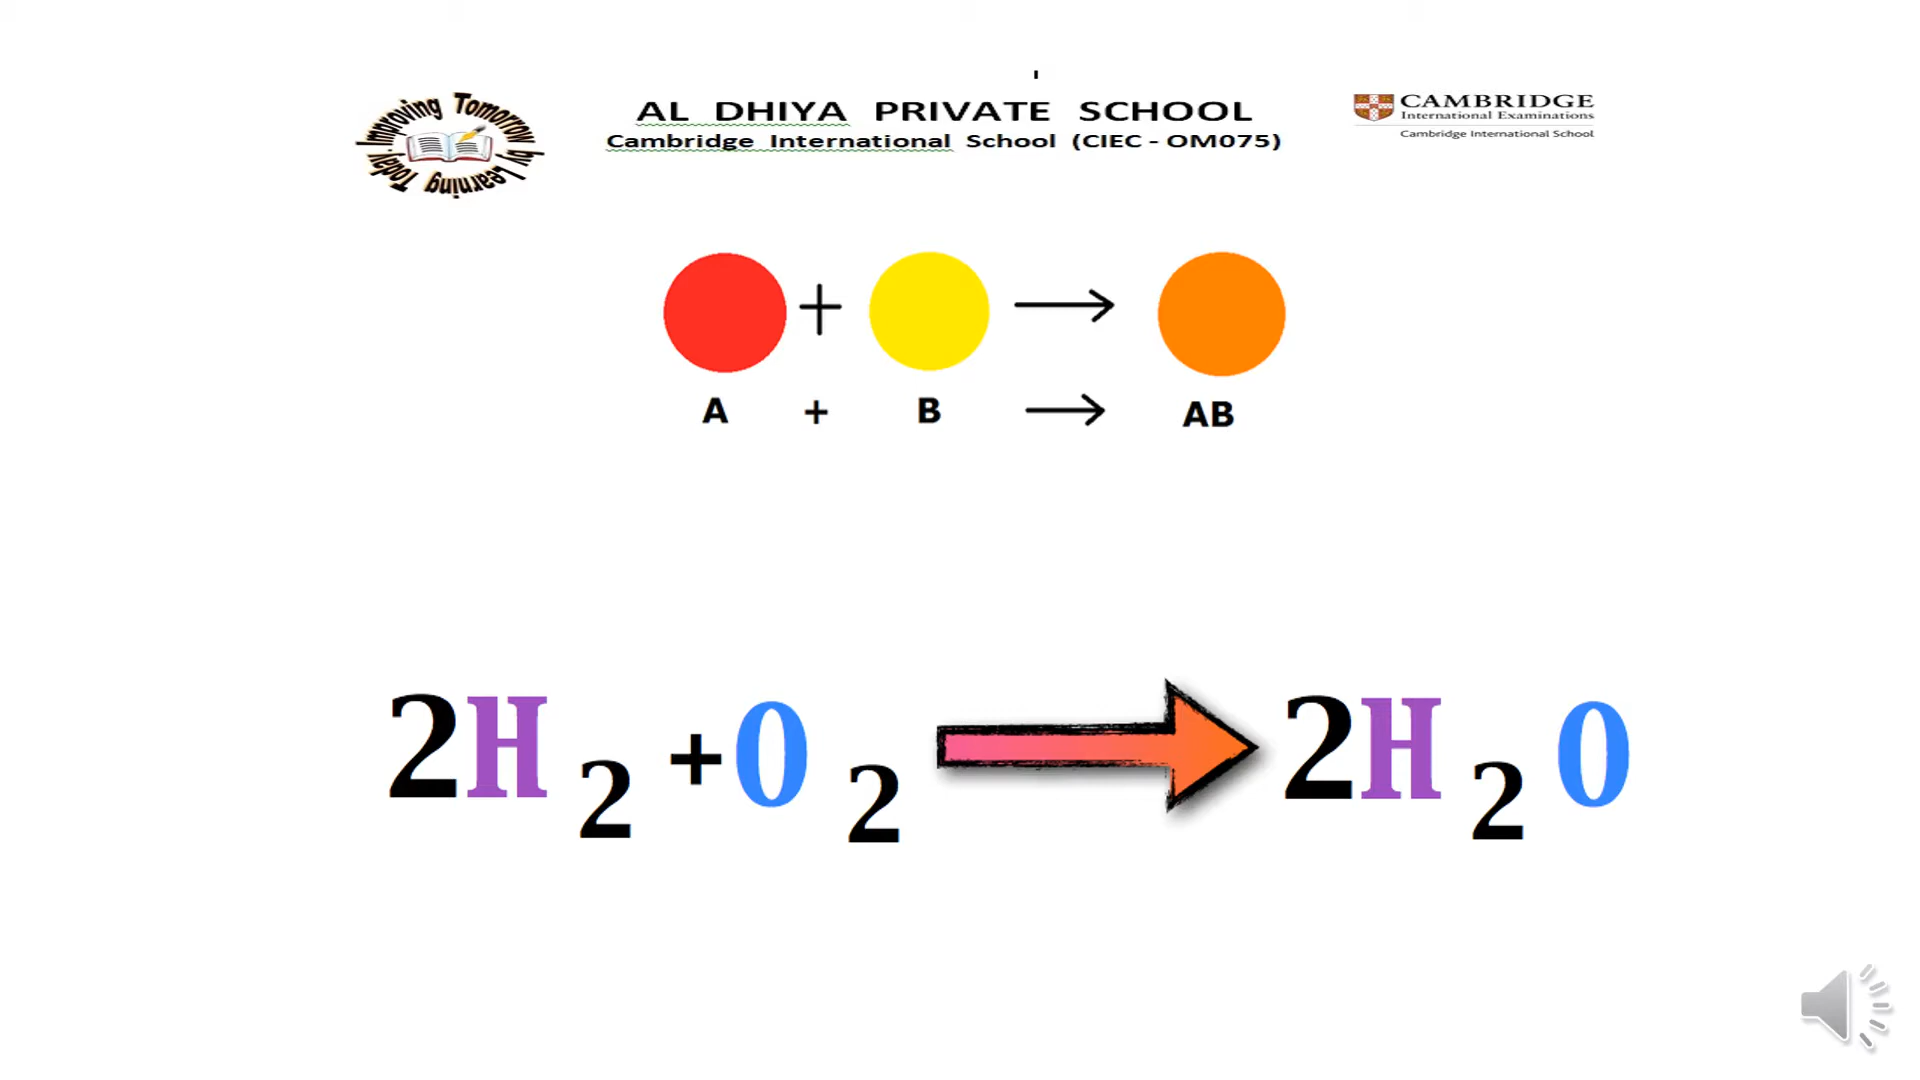 Improving Tomorrow by Learning Today
AL DHIYA PRIVATE SCHOOL
Cambridge International School (CIEC - OM075)
CAMBRIDGE
International Examinations
Cambridge International School
+ →
A + B → AB
2H2 +O2 → 2H2O